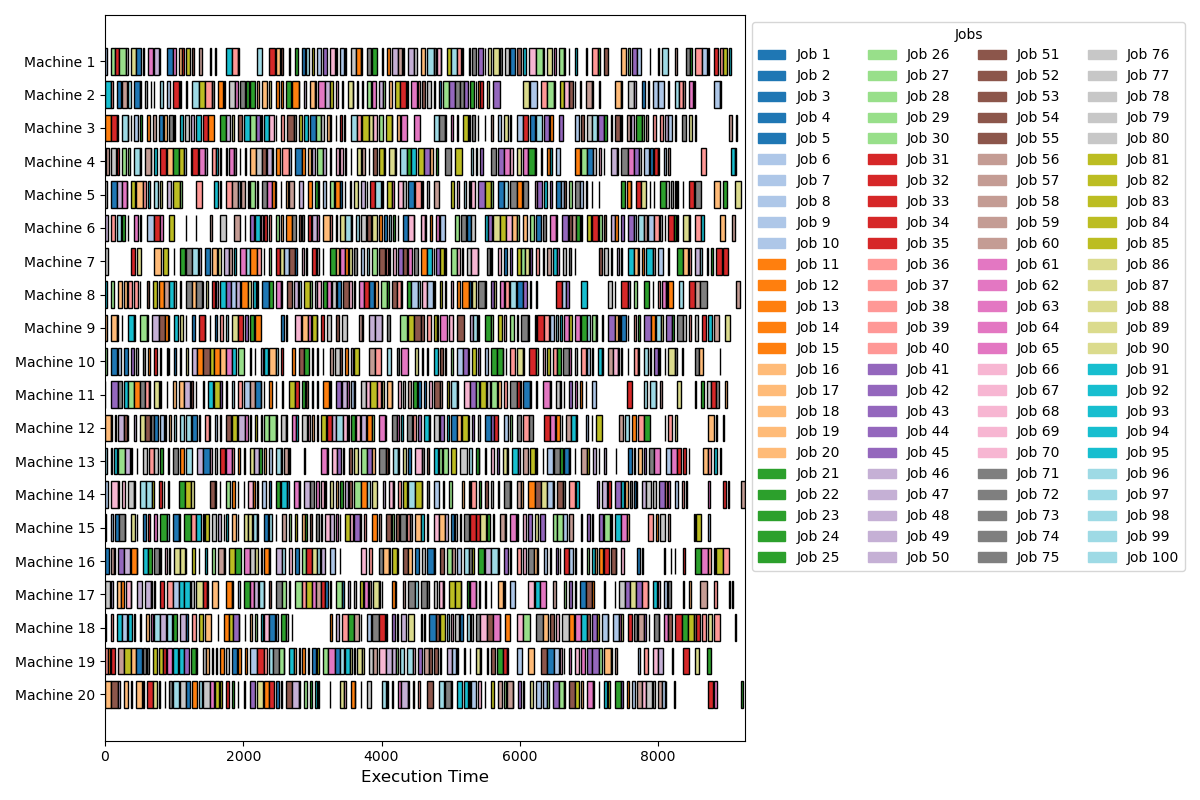 Machine 1
Machine 2
Machine 3
Machine 4
Machine 5
Machine 6
Machine 7
Machine 8
Machine 9
Machine 10
Machine 11
Machine 12
Machine 13
Machine 14
Machine 15
Machine 16
Machine 17
Machine 18
Machine 19
Machine 20
0 2000 4000 6000 8000
Execution Time
Jobs
Job 1 Job 26 Job 51 Job 76
Job 2 Job 27 Job 52 Job 77
Job 3 Job 28 Job 53 Job 78
Job 4 Job 29 Job 54 Job 79
Job 5 Job 30 Job 55 Job 80
Job 6 Job 31 Job 56 Job 81
Job 7 Job 32 Job 57 Job 82
Job 8 Job 33 Job 58 Job 83
Job 9 Job 34 Job 59 Job 84
Job 10 Job 35 Job 60 Job 85
Job 11 Job 36 Job 61 Job 86
Job 12 Job 37 Job 62 Job 87
Job 13 Job 38 Job 63 Job 88
Job 14 Job 39 Job 64 Job 89
Job 15 Job 40 Job 65 Job 90
Job 16 Job 41 Job 66 Job 91
Job 17 Job 42 Job 67 Job 92
Job 18 Job 43 Job 68 Job 93
Job 19 Job 44 Job 69 Job 94
Job 20 Job 45 Job 70 Job 95
Job 21 Job 46 Job 71 Job 96
Job 22 Job 47 Job 72 Job 97
Job 23 Job 48 Job 73 Job 98
Job 24 Job 49 Job 74 Job 99
Job 25 Job 50 Job 75 Job 100